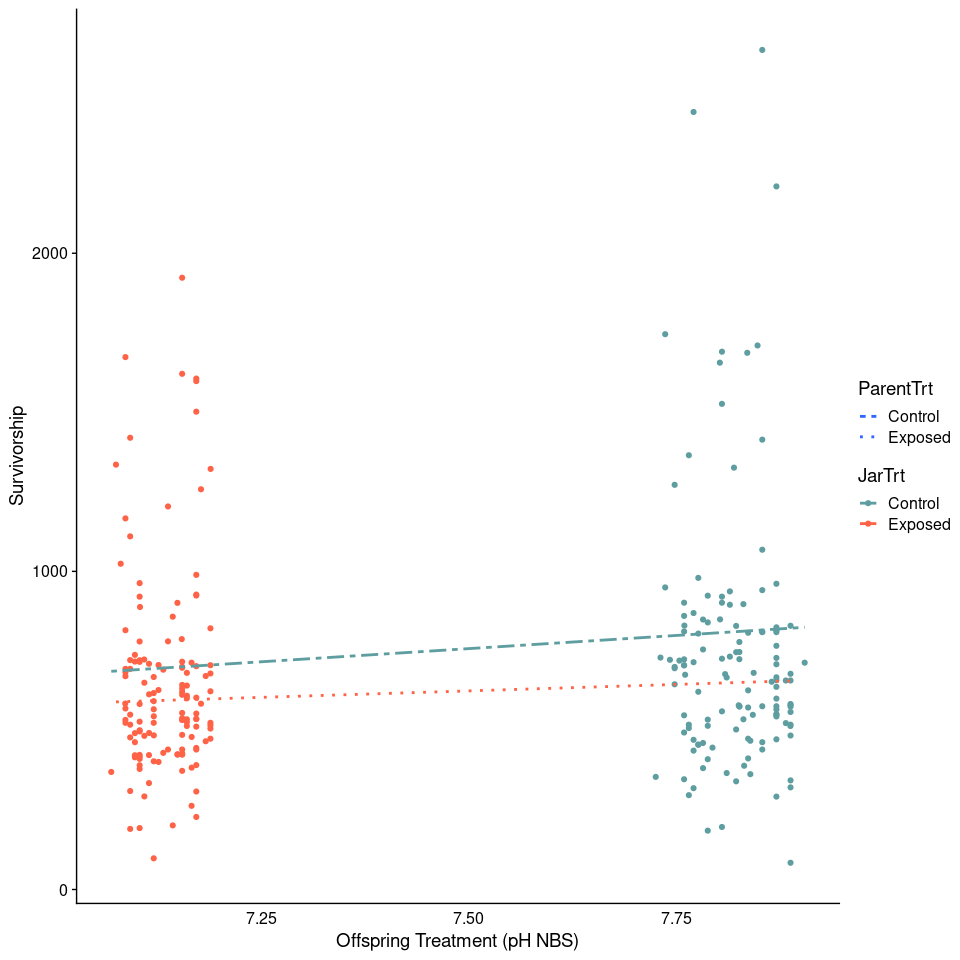 Survivorship
2000
1000
0
7.25
7.50
7.75
Offspring Treatment (pH NBS)
ParentTrt
Control
Exposed
JarTrt
Control
Exposed